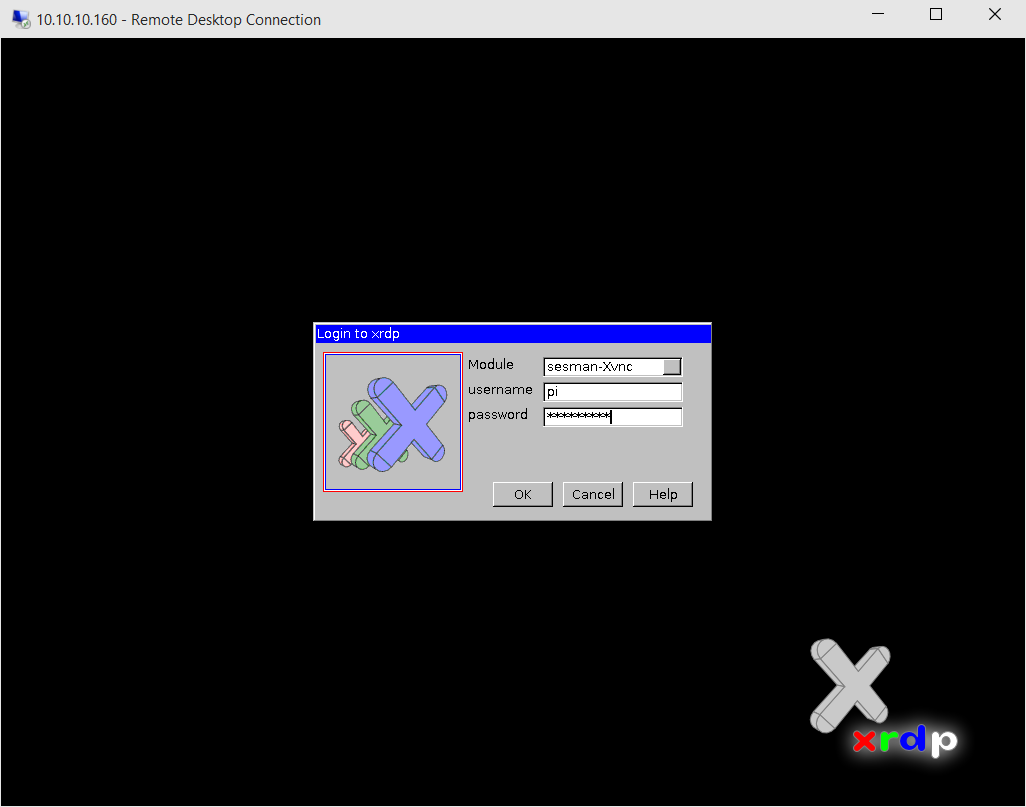 10.10.10.160 - Remote Desktop Connection
Login to xrdp
Module sesman-Xvnc
username pi
password *********
OK Cancel Help
xrdp